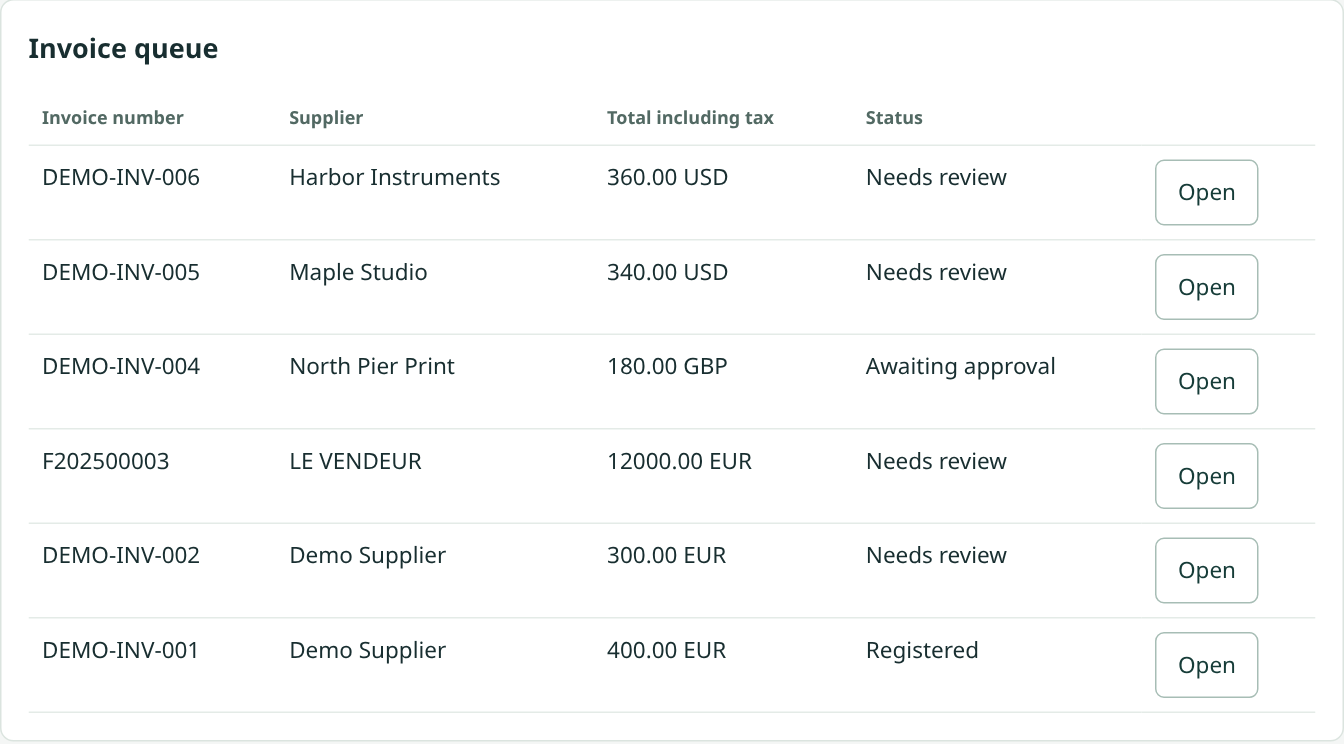 Invoice queue
Invoice number Supplier Total including tax Status
DEMO-INV-006 Harbor Instruments 360.00 USD Needs review Open
DEMO-INV-005 Maple Studio 340.00 USD Needs review Open
DEMO-INV-004 North Pier Print 180.00 GBP Awaiting approval Open
F202500003 LE VENDEUR 12000.00 EUR Needs review Open
DEMO-INV-002 Demo Supplier 300.00 EUR Needs review Open
DEMO-INV-001 Demo Supplier 400.00 EUR Registered Open